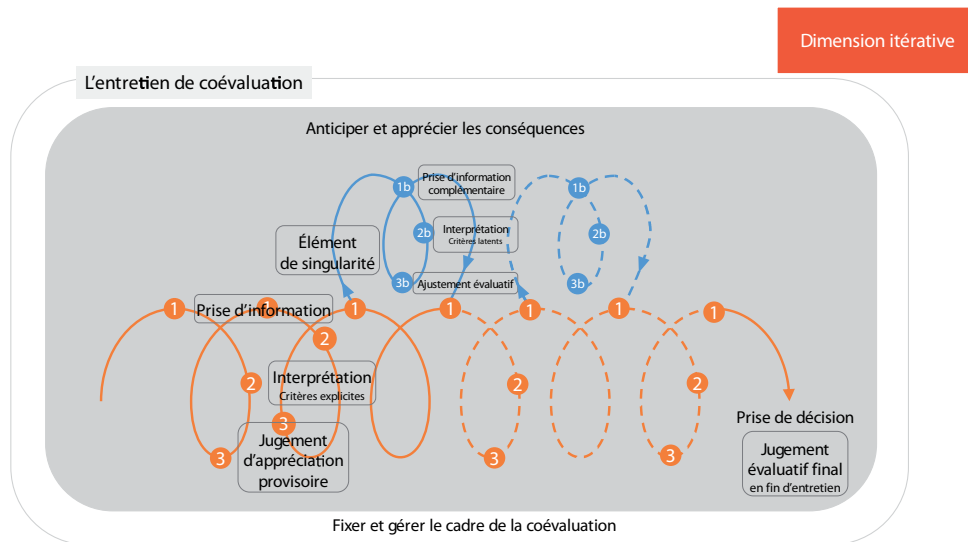 Dimension itérative
L'entretien de coévaluation
Anticiper et apprécier les conséquences
1b
Prise d'information
complémentaire
1b
2b
Interprétation
Critères latents
2b
Élément
de singularité
3b
Ajustement évaluatif
3b
1
Prise d'information
1
1
1
1
1
1
2
2
Interprétation
Critères explicites
2
2
3
Jugement
d'appréciation
provisoire
3
3
3
Prise de décision
Jugement
évaluatif final
en fin d'entretien
Fixer et gérer le cadre de la coévaluation